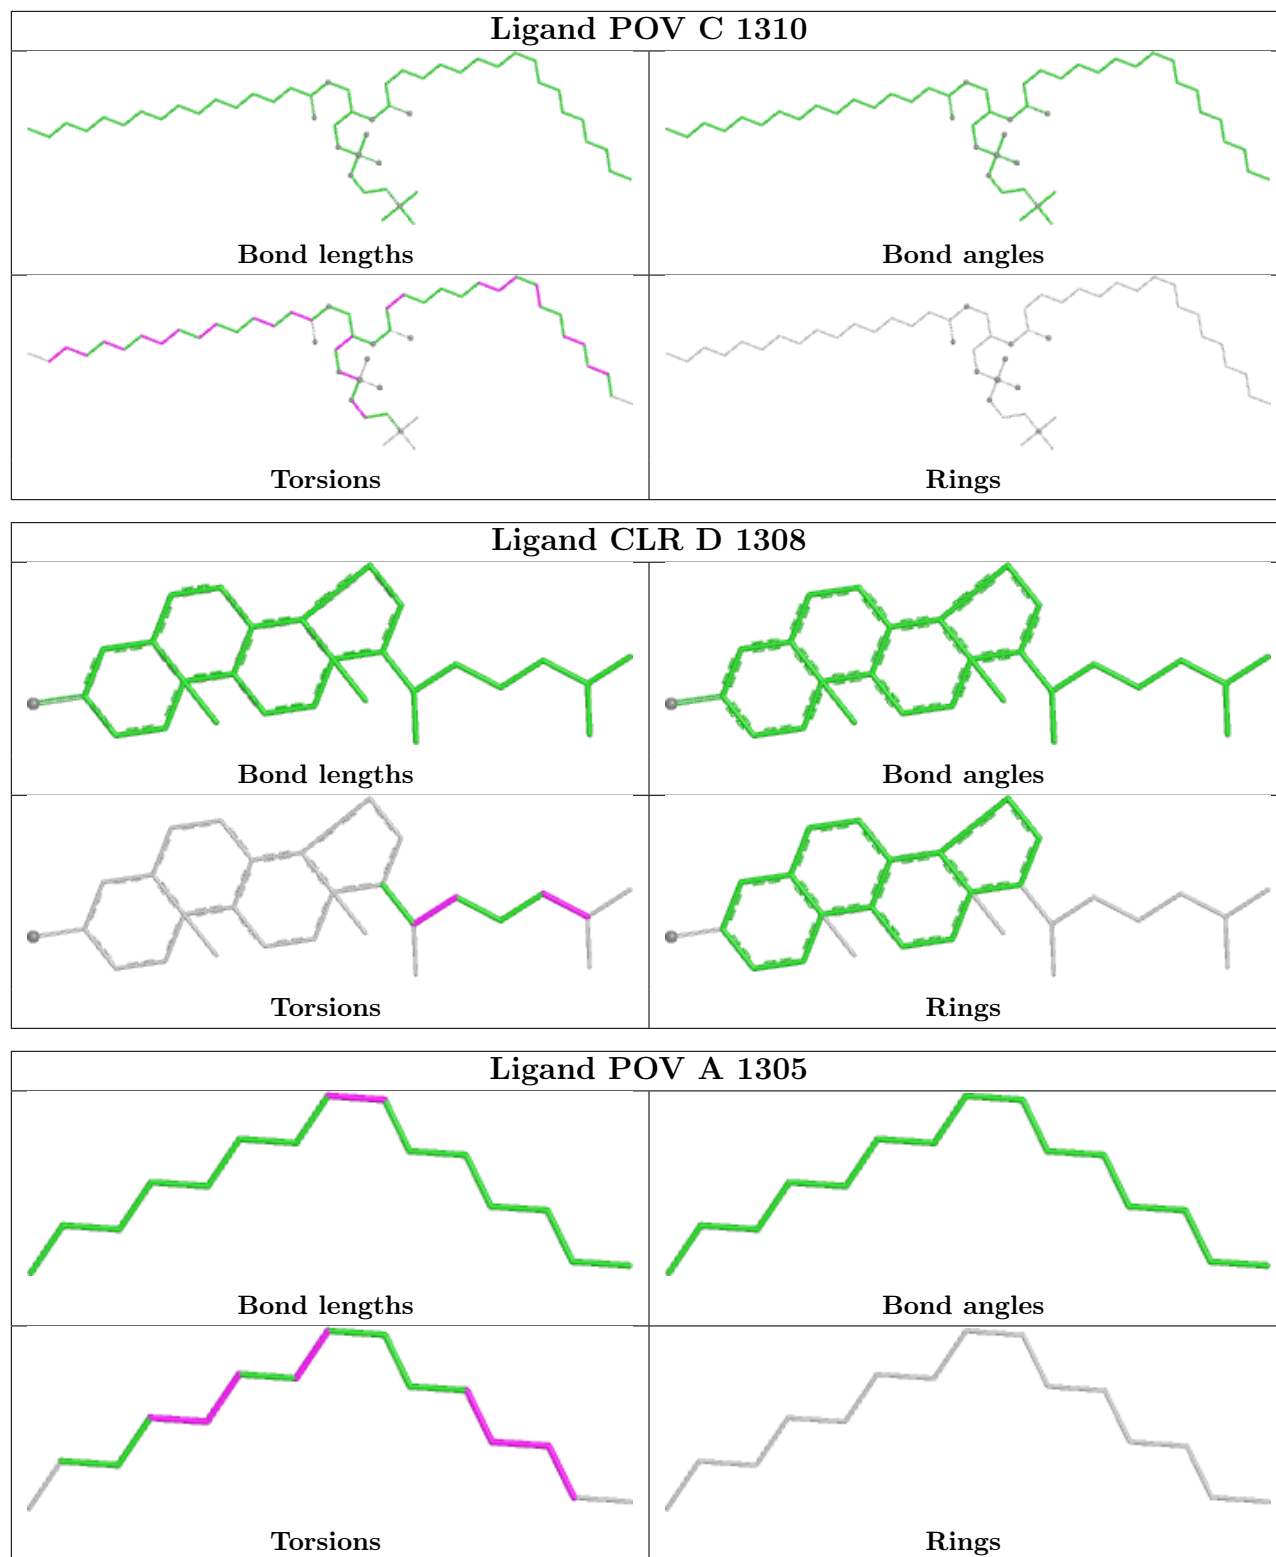 Ligand POV C 1310
Bond lengths
Bond angles
Torsions
Rings
Ligand CLR D 1308
Bond lengths
Bond angles
Torsions
Rings
Ligand POV A 1305
Bond lengths
Bond angles
Torsions
Rings